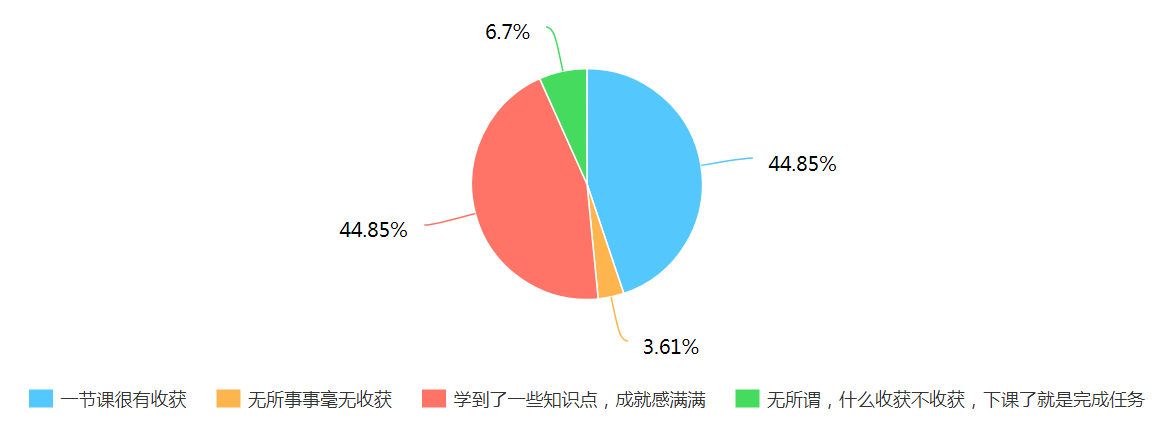 6.7%
44.85%
44.85%
3.61%
一节课很有收获
无所事事毫无收获
学到了一些知识点，成就感满满
无所谓，什么收获不收获，下课了就是完成任务